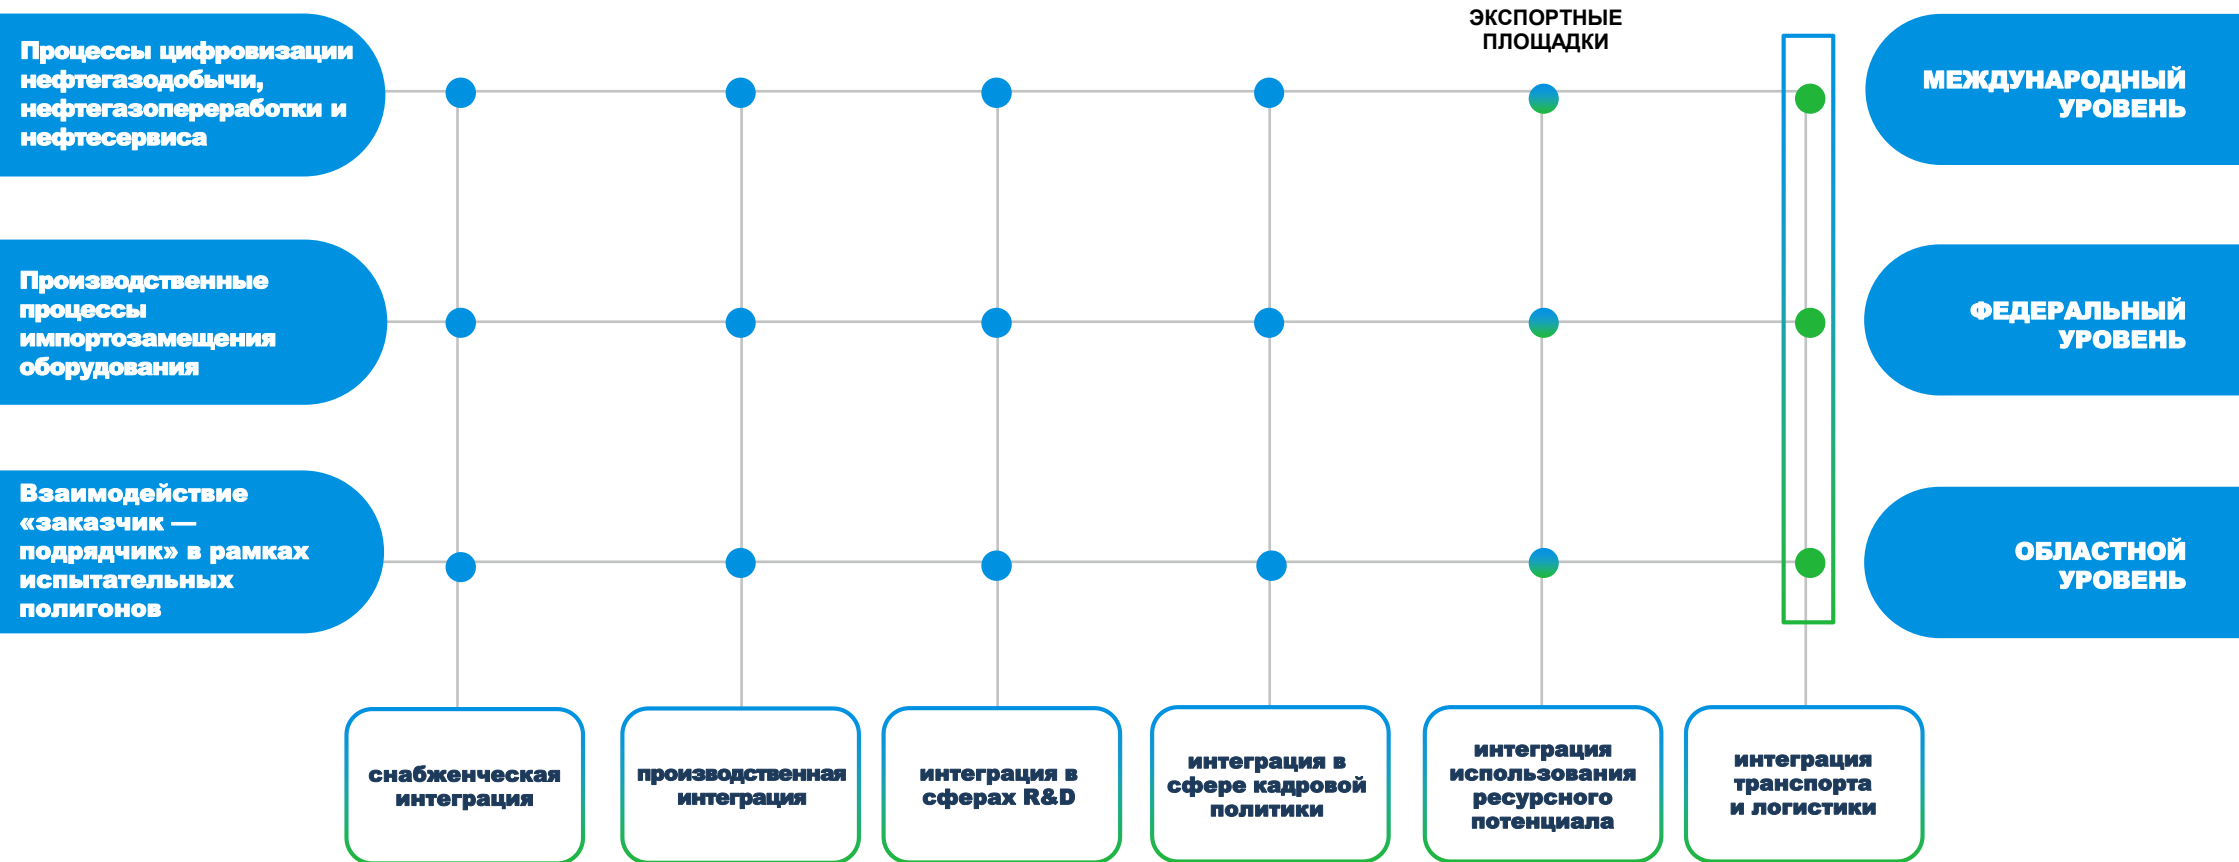 ЭКСПОРТНЫЕ
ПЛОЩАДКИ
Процессы цифровизации
нефтегазодобычи,
нефтегазопереработки и
нефтесервиса
МЕЖДУНАРОДНЫЙ
УРОВЕНЬ
Производственные
процессы
импортозамещения
оборудования
ФЕДЕРАЛЬНЫЙ
УРОВЕНЬ
Взаимодействие
«заказчик —
подрядчик» в рамках
испытательных
полигонов
ОБЛАСТНОЙ
УРОВЕНЬ
снабженческая
интеграция
производственная
интеграция
интеграция в
сферах R&D
интеграция в
сфере кадровой
политики
интеграция
использования
ресурсного
потенциала
интеграция
транспорта
и логистики